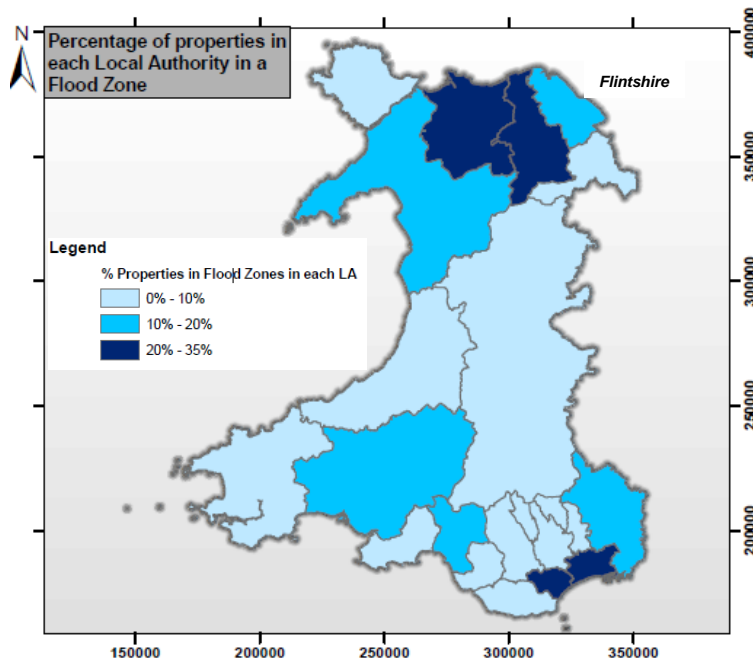 N
Percentage of properties in
each Local Authority in a
Flood Zone
Flintshire
Legend
% Properties in Flood Zones in each LA
0% - 10%
10% - 20%
20% - 35%
400000
350000
300000
250000
200000
150000 200000 250000 300000 350000